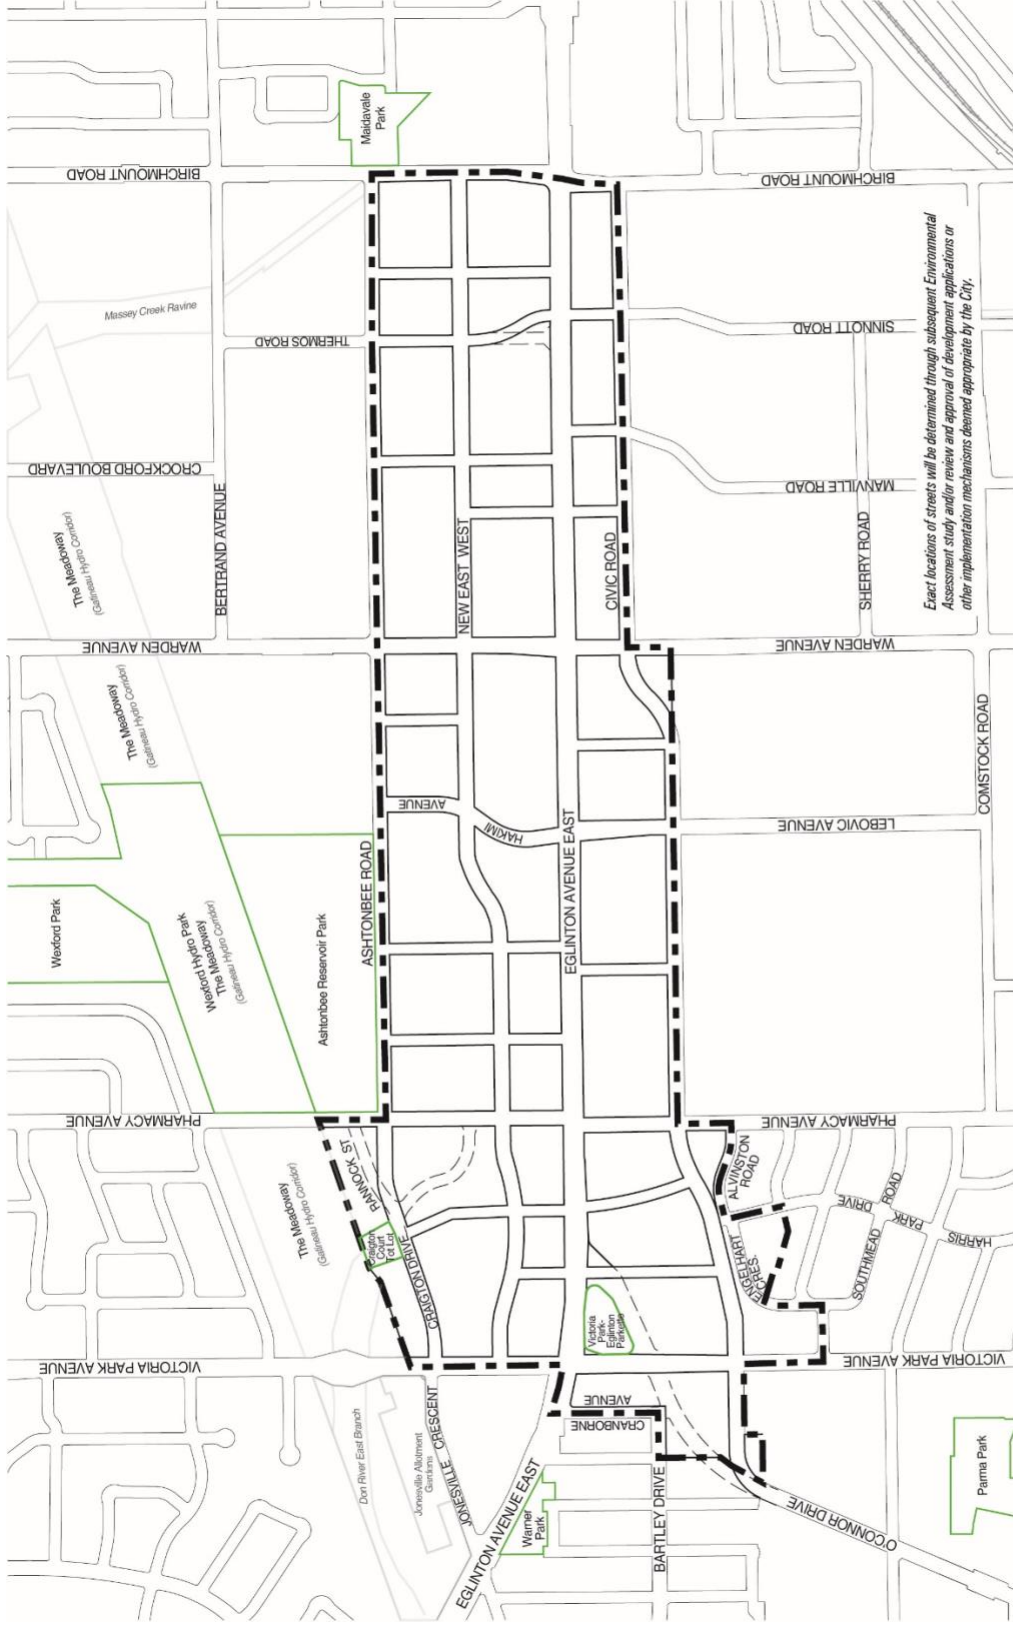 Maidavale
Park
BIRCHMOUNT ROAD
BIRCHMOUNT ROAD
Massey Creek Ravine
THERMOS ROAD
SINNOTT ROAD
Exact locations of streets will be determined through subsequent Environmental
Assessment study and/or review and approval of development applications or
other implementation mechanisms deemed appropriate by the City.
CROCKFORD BOULEVARD
MANVILLE ROAD
The Meadoway
(Gatineau Hydro Corridor)
BERTRAND AVENUE
NEW EAST WEST
CIVIC ROAD
SHERRY ROAD
WARDEN AVENUE
WARDEN AVENUE
The Meadoway
(Gatineau Hydro Corridor)
COMSTOCK ROAD
AVENUE
HAKIMI
LEBOVIC AVENUE
ASHTONBEE ROAD
EGLINTON AVENUE EAST
Wexford Park
Wexford Hydro Park
The Meadoway
(Gatineau Hydro Corridor)
Ashtonbee Reservoir Park
PHARMACY AVENUE
PHARMACY AVENUE
RANNOCK ST
ALVINSTON
ROAD
The Meadoway
(Gatineau Hydro Corridor)
Craigton
Court
Tot Lot
CRAIGTON DRIVE
ENGELHART
CRES-
SOUTHMEAD
ROAD
DRIVE
PARK
HARRIS
Victoria
Park-
Eglinton
Parkette
VICTORIA PARK AVENUE
VICTORIA PARK AVENUE
VICTORIA
CRANBORNE
AVENUE
Don River East Branch
Jonesville Allotment
Gardens
JONESVILLE CRESCENT
EGLINTON AVENUE EAST
Warner
Park
BARTLEY DRIVE
O'CONNOR DRIVE
Parma Park